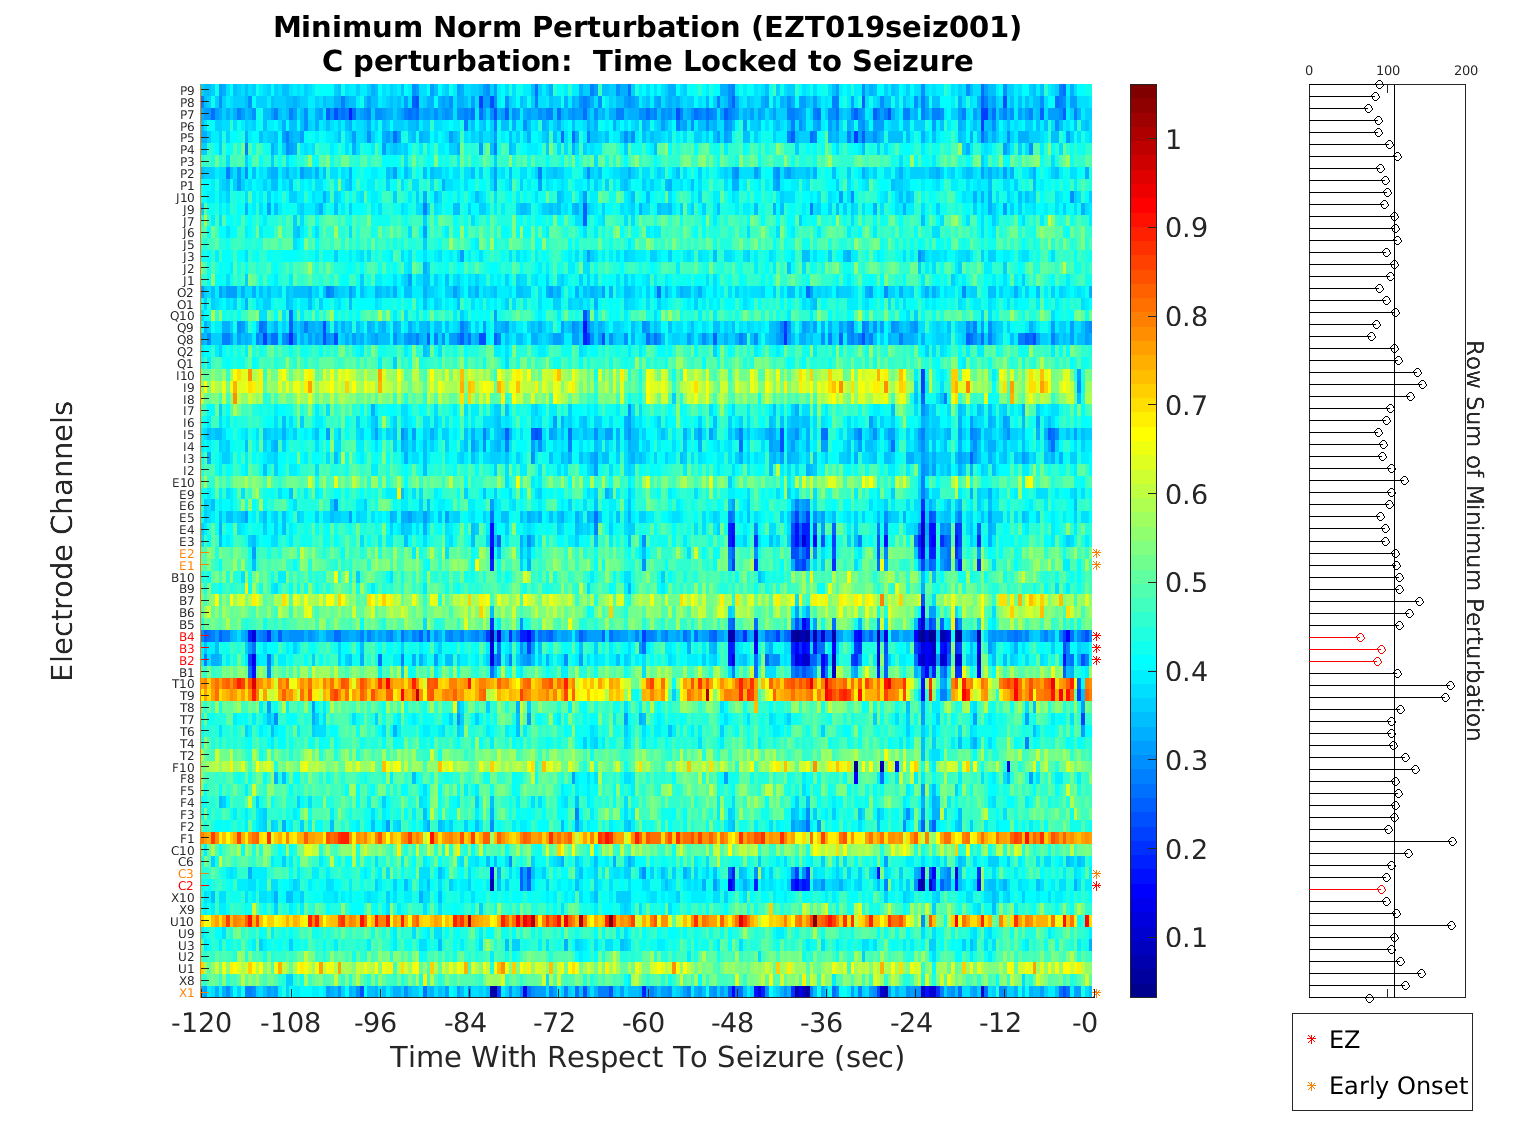 Minimum Norm Perturbation (EZT019seiz001)
C perturbation:  Time Locked to Seizure
Electrode Channels
P9
P8
P7
P6
P5
P4
P3
P2
P1
J10
J9
J7
J6
J5
J3
J2
J1
O2
O1
Q10
Q9
Q8
Q2
Q1
I10
I9
I8
I7
I6
I5
I4
I3
I2
E10
E9
E6
E5
E4
E3
E2
E1
B10
B9
B7
B6
B5
B4
B3
B2
B1
T10
T9
T8
T7
T6
T4
T2
F10
F8
F5
F4
F3
F2
F1
C10
C6
C3
C2
X10
X9
U10
U9
U3
U2
U1
X8
X1
-120 -108 -96 -84 -72 -60 -48 -36 -24 -12 -0
Time With Respect To Seizure (sec)
1
0.9
0.8
0.7
0.6
0.5
0.4
0.3
0.2
0.1
0 100 200
Row Sum of Minimum Perturbation
EZ
Early Onset